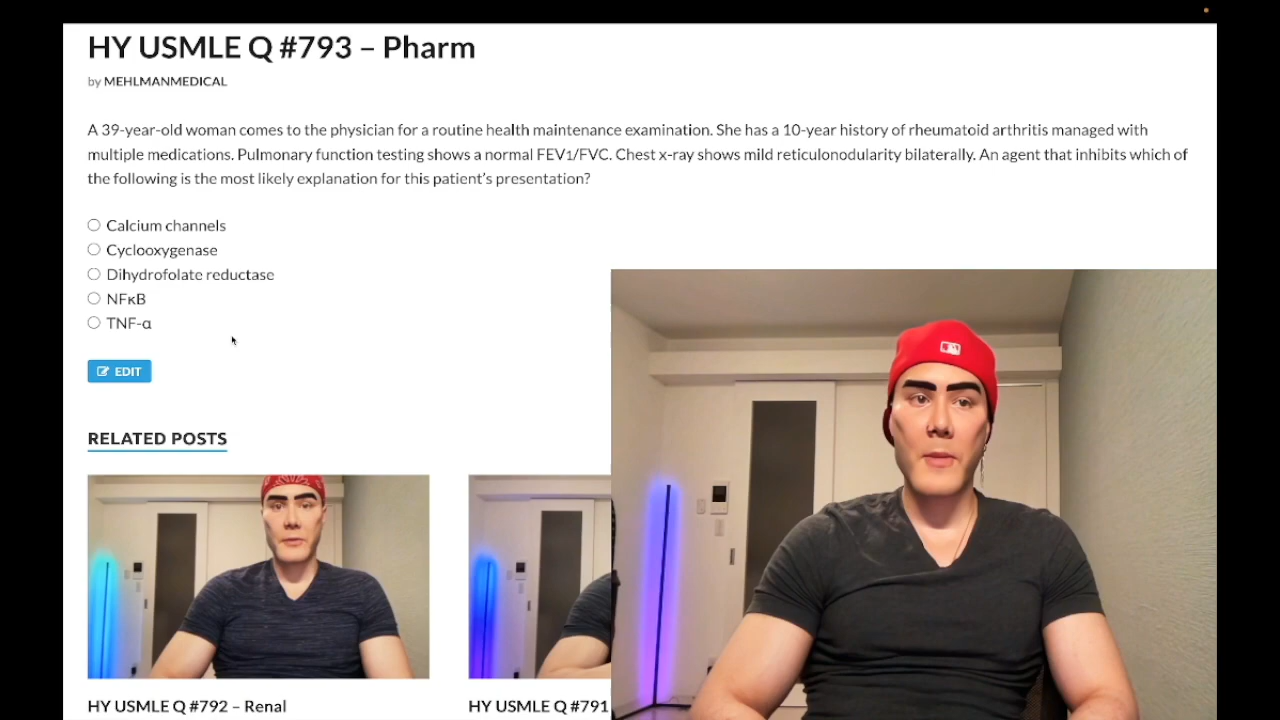 HY USMLE Q #793 – Pharm
by MEHLMANMEDICAL
A 39-year-old woman comes to the physician for a routine health maintenance examination. She has a 10-year history of rheumatoid arthritis managed with
multiple medications. Pulmonary function testing shows a normal FEV1/FVC. Chest x-ray shows mild reticulonodularity bilaterally. An agent that inhibits which of
the following is the most likely explanation for this patient's presentation?
Calcium channels
Cyclooxygenase
Dihydrofolate reductase
NFκB
TNF-α
EDIT
RELATED POSTS
HY USMLE Q #792 – Renal
HY USMLE Q #791